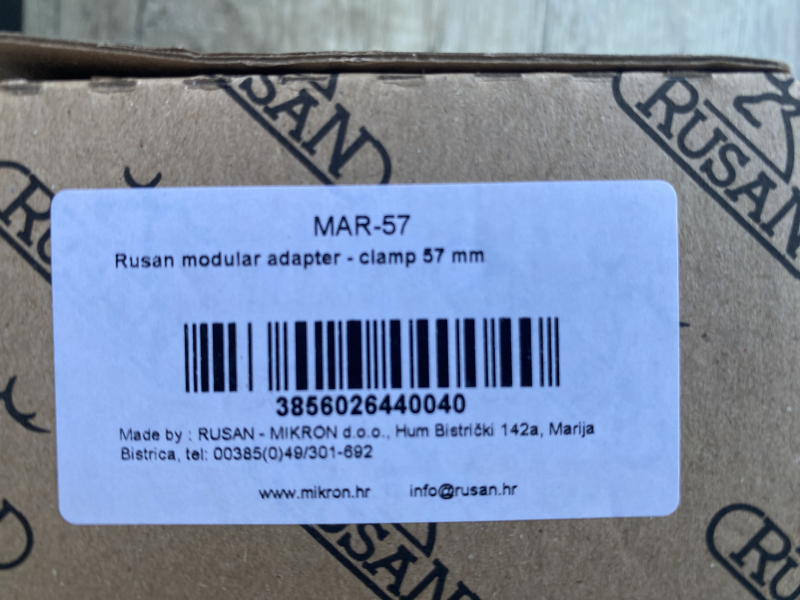 RUSAN
RUSAN
MAR-57
Rusan modular adapter - clamp 57 mm
3856026440040
Made by : RUSAN - MIKRON d.o.o., Hum Bistrički 142a, Marija
Bistrica, tel: 00385(0)49/301-692
www.mikron.hr info@rusan.hr
RUSAN
RUSAN